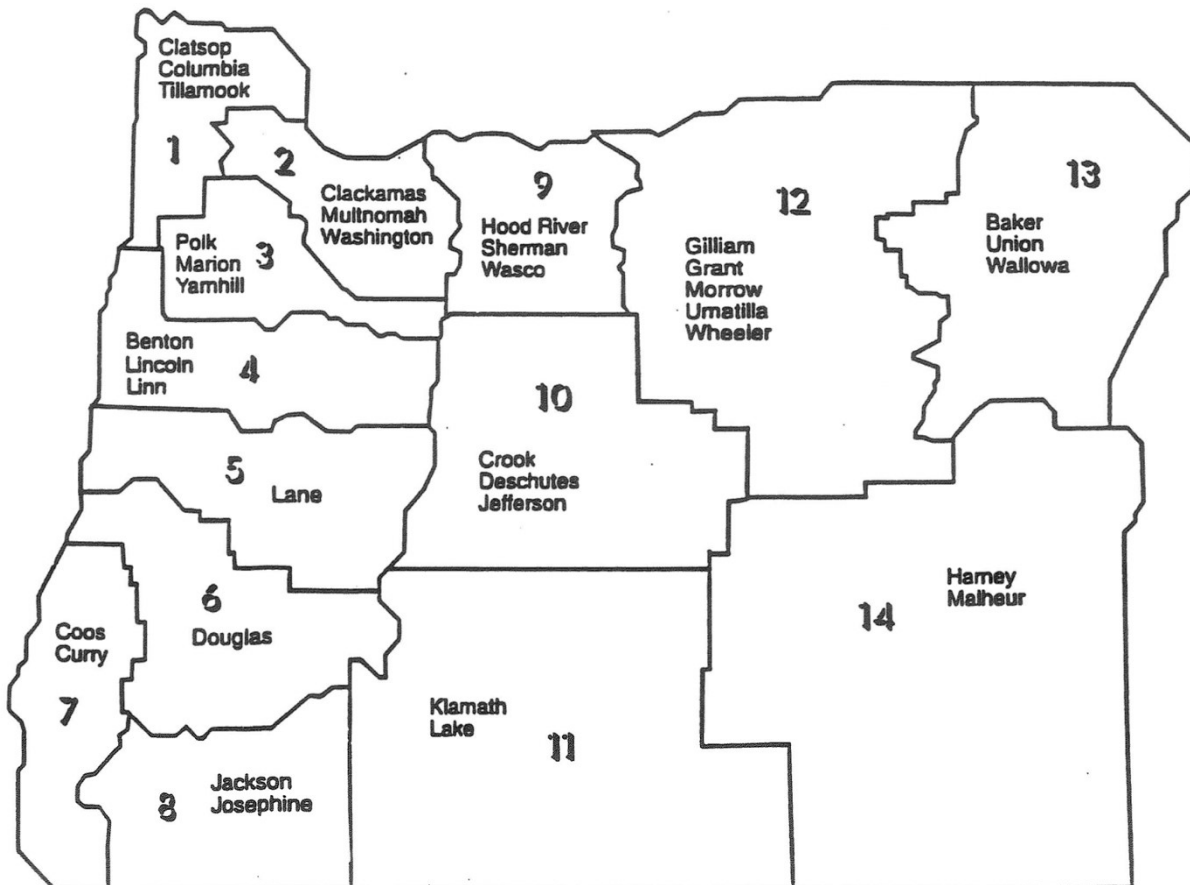 Clatsop
Columbia
Tillamook
1
2
Clackamas
Multnomah
Washington
Polk
Marion
Yamhill
3
Benton
Lincoln
Linn
4
5
Lane
6
Douglas
Coos
Curry
7
8
Jackson
Josephine
9
Hood River
Sherman
Wasco
10
Crook
Deschutes
Jefferson
Klamath
Lake
11
12
Gilliam
Grant
Morrow
Umatilla
Wheeler
13
Baker
Union
Wallowa
Harney
Malheur
14